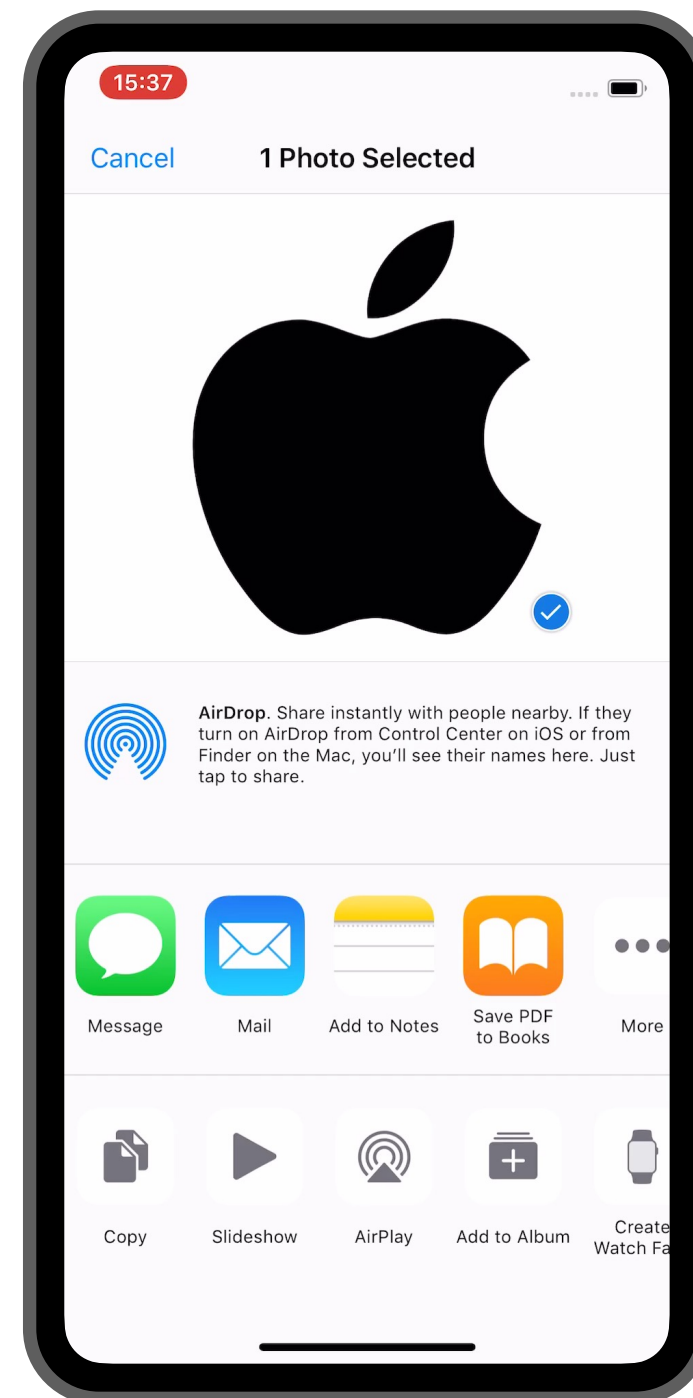 15:37
Cancel
1 Photo Selected
AirDrop. Share instantly with people nearby. If they
turn on AirDrop from Control Center on iOS or from
Finder on the Mac, you’ll see their names here. Just
tap to share.
Message
Mail
Add to Notes
Save PDF
to Books
More
Copy
Slideshow
AirPlay
Add to Album
Create
Watch Fa